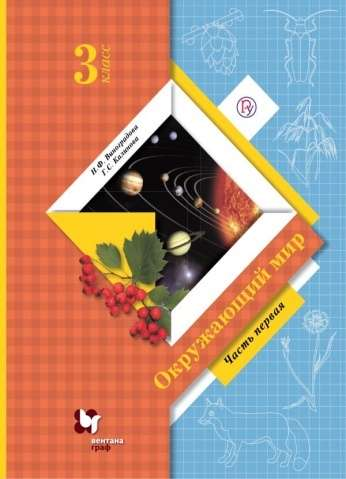 3 класс
Н.Ф. Виноградова
Г.С. Калинова
Окружающий мир
Часть первая
вентана
граф